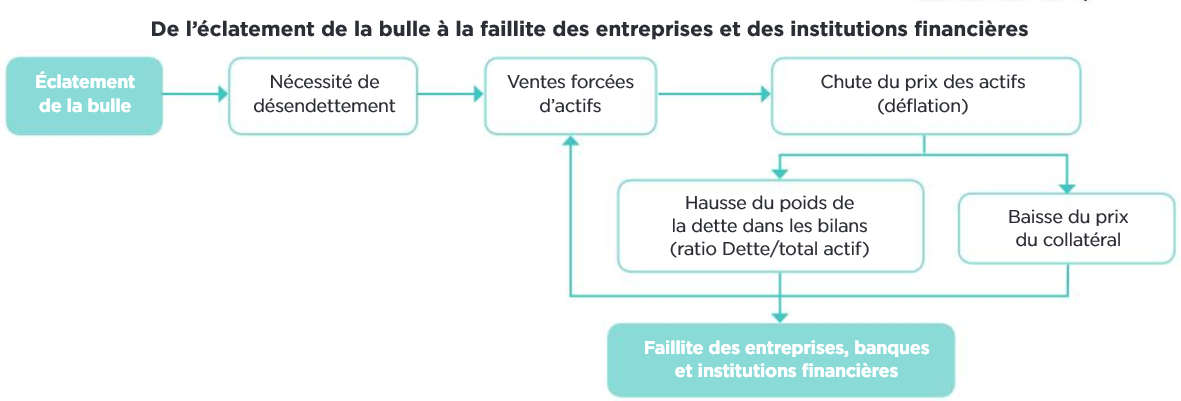 De l’éclatement de la bulle à la faillite des entreprises et des institutions financières
Éclatement
de la bulle
Nécessité de
désendettement
Ventes forcées
d’actifs
Chute du prix des actifs
(déflation)
Hausse du poids de
la dette dans les bilans
(ratio Dette/total actif)
Baisse du prix
du collatéral
Faillite des entreprises, banques
et institutions financières